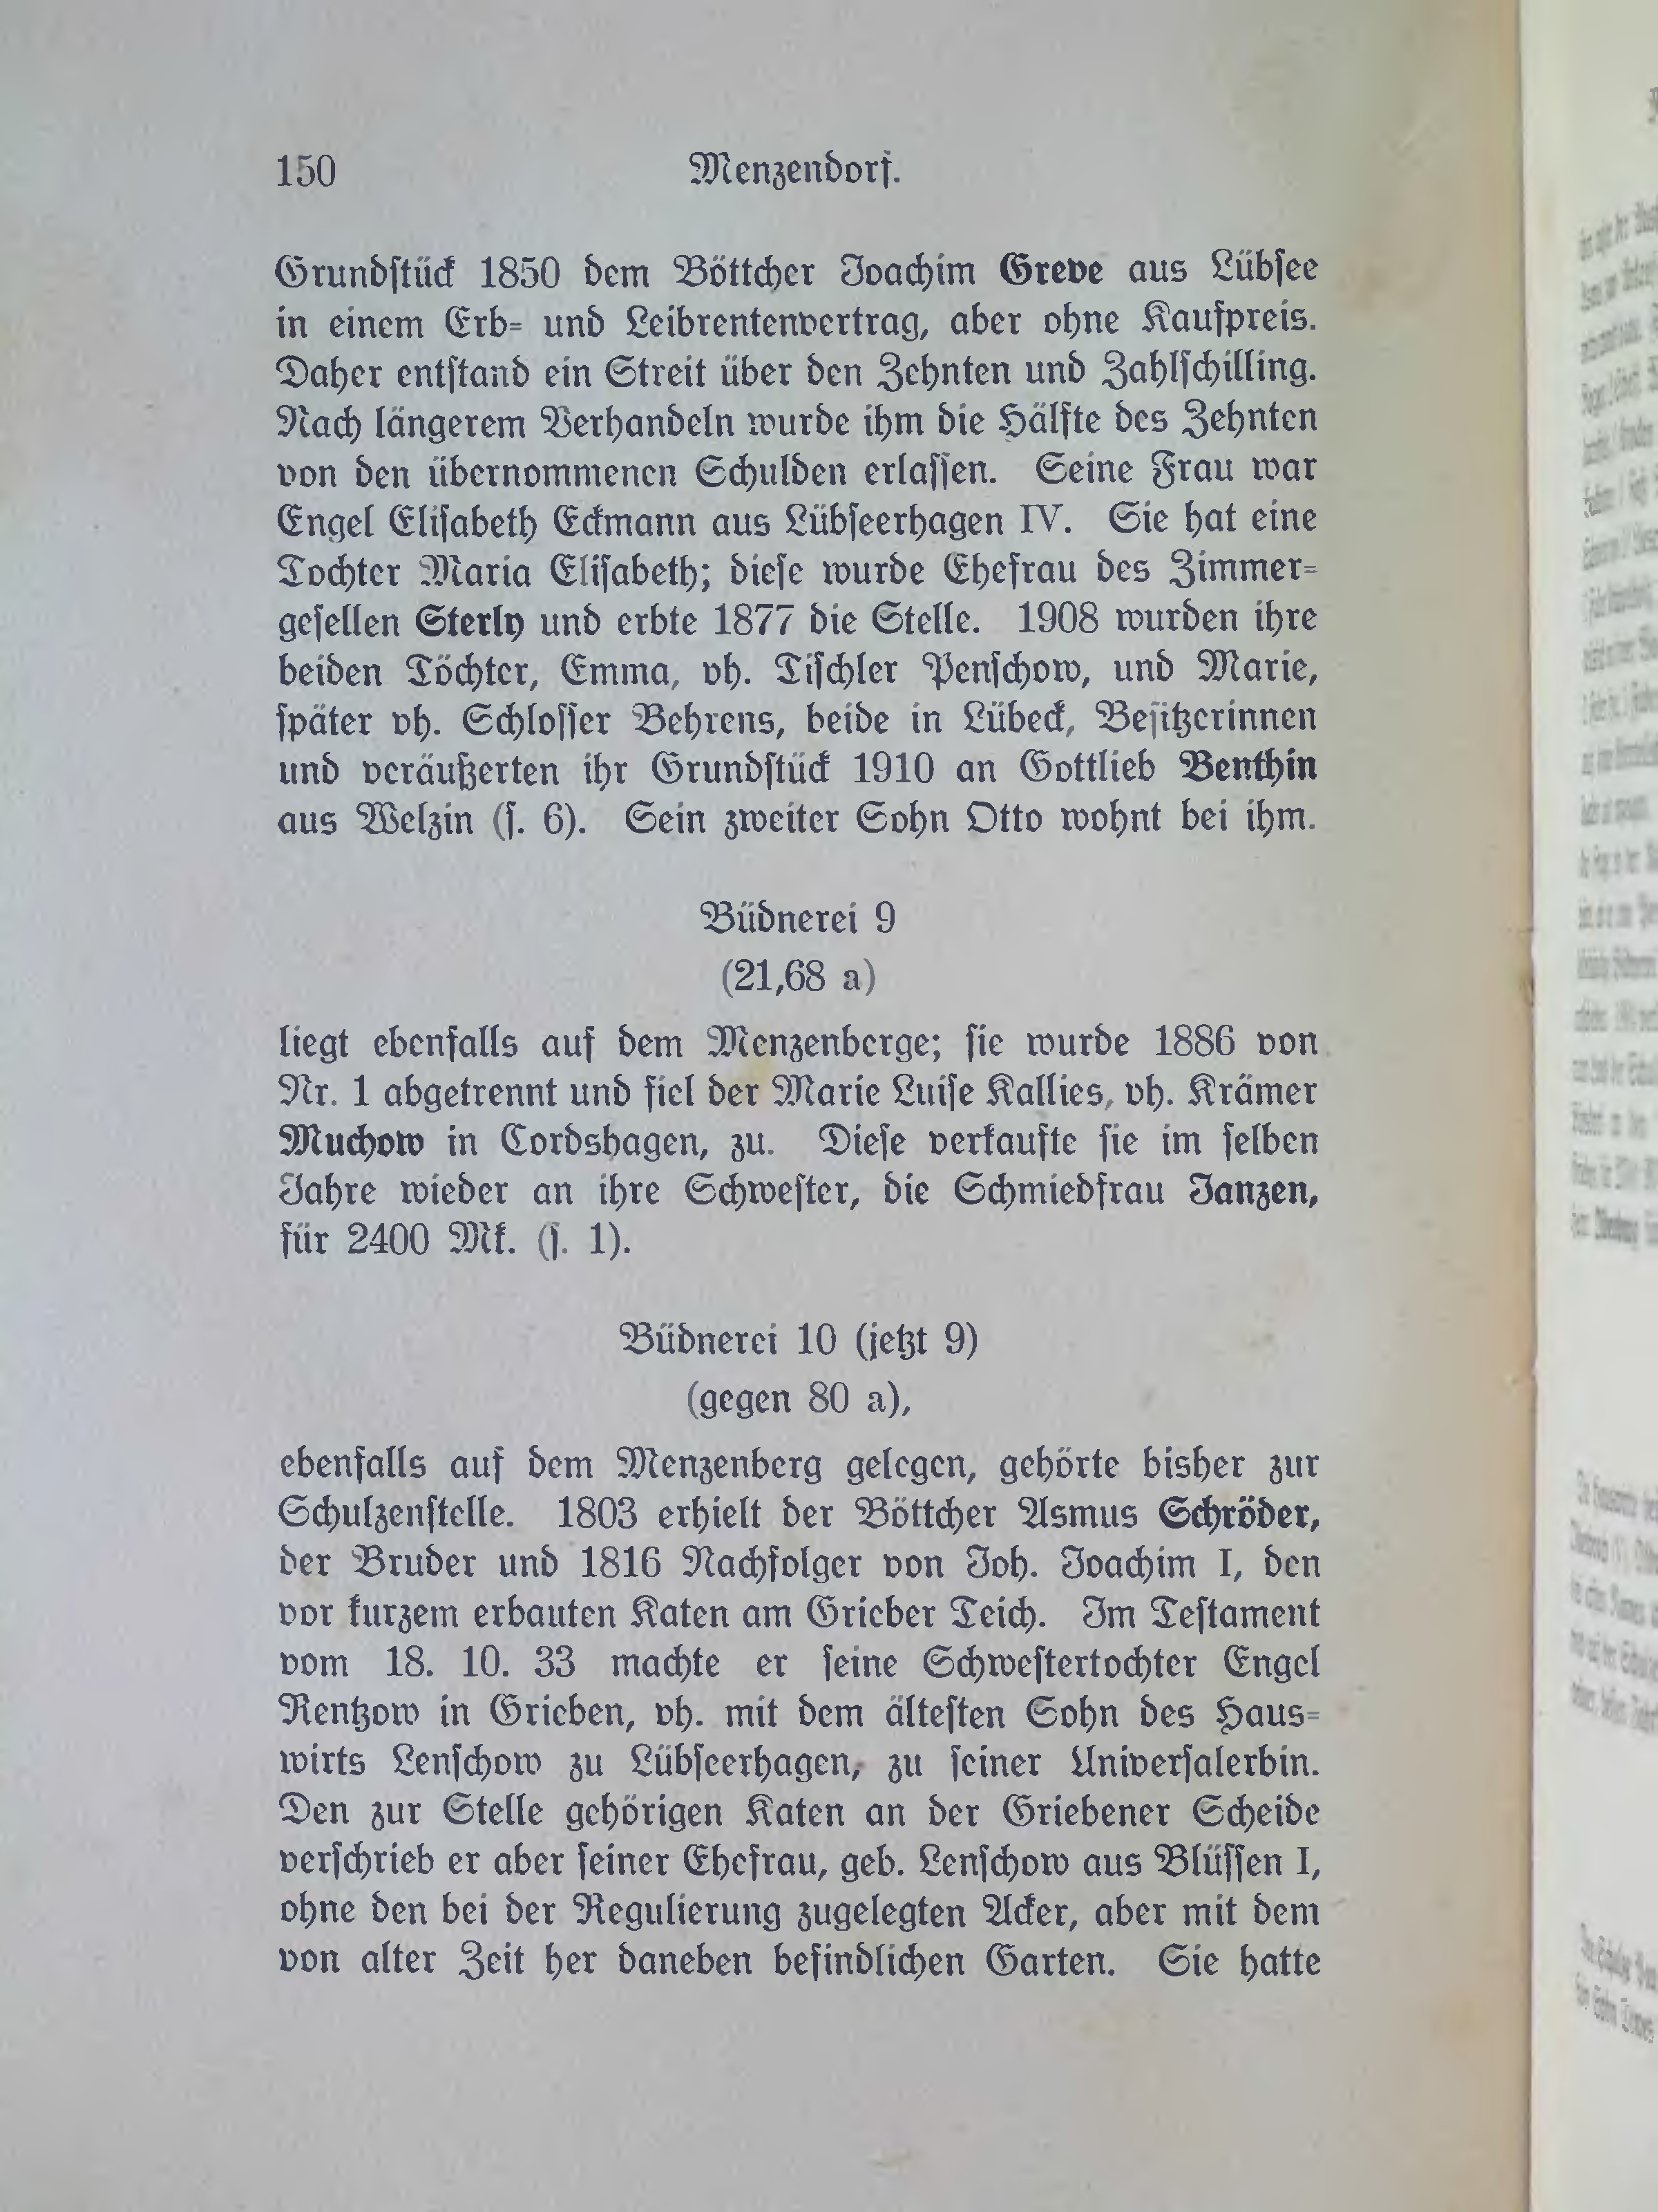 150 Menzendorf.
Grundſtück 1850 dem Böttcher Joachim Greve aus Lübſee
in einem Erb- und Leibrentenvertrag, aber ohne Kaufpreis.
Daher entſtand ein Streit über den Zehnten und Zahlſchilling.
Nach längerem Verhandeln wurde ihm die Hälfte des Zehnten
von den übernommenen Schulden erlaſſen. Seine Frau war
Engel Eliſabeth Eckmann aus Lübſeerhagen IV. Sie hat eine
Tochter Maria Eliſabeth; dieſe wurde Ehefrau des Zimmer-
geſellen Sterly und erbte 1877 die Stelle. 1908 wurden ihre
beiden Töchter, Emma, vh. Tiſchler Penſchow, und Marie,
ſpäter vh. Schloſſer Behrens, beide in Lübeck, Beſitzerinnen
und veräußerten ihr Grundſtück 1910 an Gottlieb Benthin
aus Welzin (ſ. 6). Sein zweiter Sohn Otto wohnt bei ihm.
Büdnerei 9
(21,68 a)
liegt ebenfalls auf dem Menzenberge; ſie wurde 1886 von
Nr. 1 abgetrennt und fiel der Marie Luiſe Kallies, vh. Krämer
Muchow in Cordshagen, zu. Dieſe verkaufte ſie im ſelben
Jahre wieder an ihre Schweſter, die Schmiedfrau Janzen,
für 2400 Mk. (ſ. 1).
Büdnerei 10 (jetzt 9)
(gegen 80 a),
ebenfalls auf dem Menzenberg gelegen, gehörte bisher zur
Schulzenſtelle. 1803 erhielt der Böttcher Asmus Schröder,
der Bruder und 1816 Nachfolger von Joh. Joachim I, den
vor kurzem erbauten Katen am Grieber Teich. Im Teſtament
vom 18. 10. 33 machte er ſeine Schweſtertochter Engel
Rentzow in Grieben, vh. mit dem älteſten Sohn des Haus-
wirts Lenſchow zu Lübſeerhagen, zu ſeiner Univerſalerbin.
Den zur Stelle gehörigen Katen an der Griebener Scheide
verſchrieb er aber ſeiner Ehefrau, geb. Lenſchow aus Blüſſen I,
ohne den bei der Regulierung zugelegten Acker, aber mit dem
von alter Zeit her daneben befindlichen Garten. Sie hatte